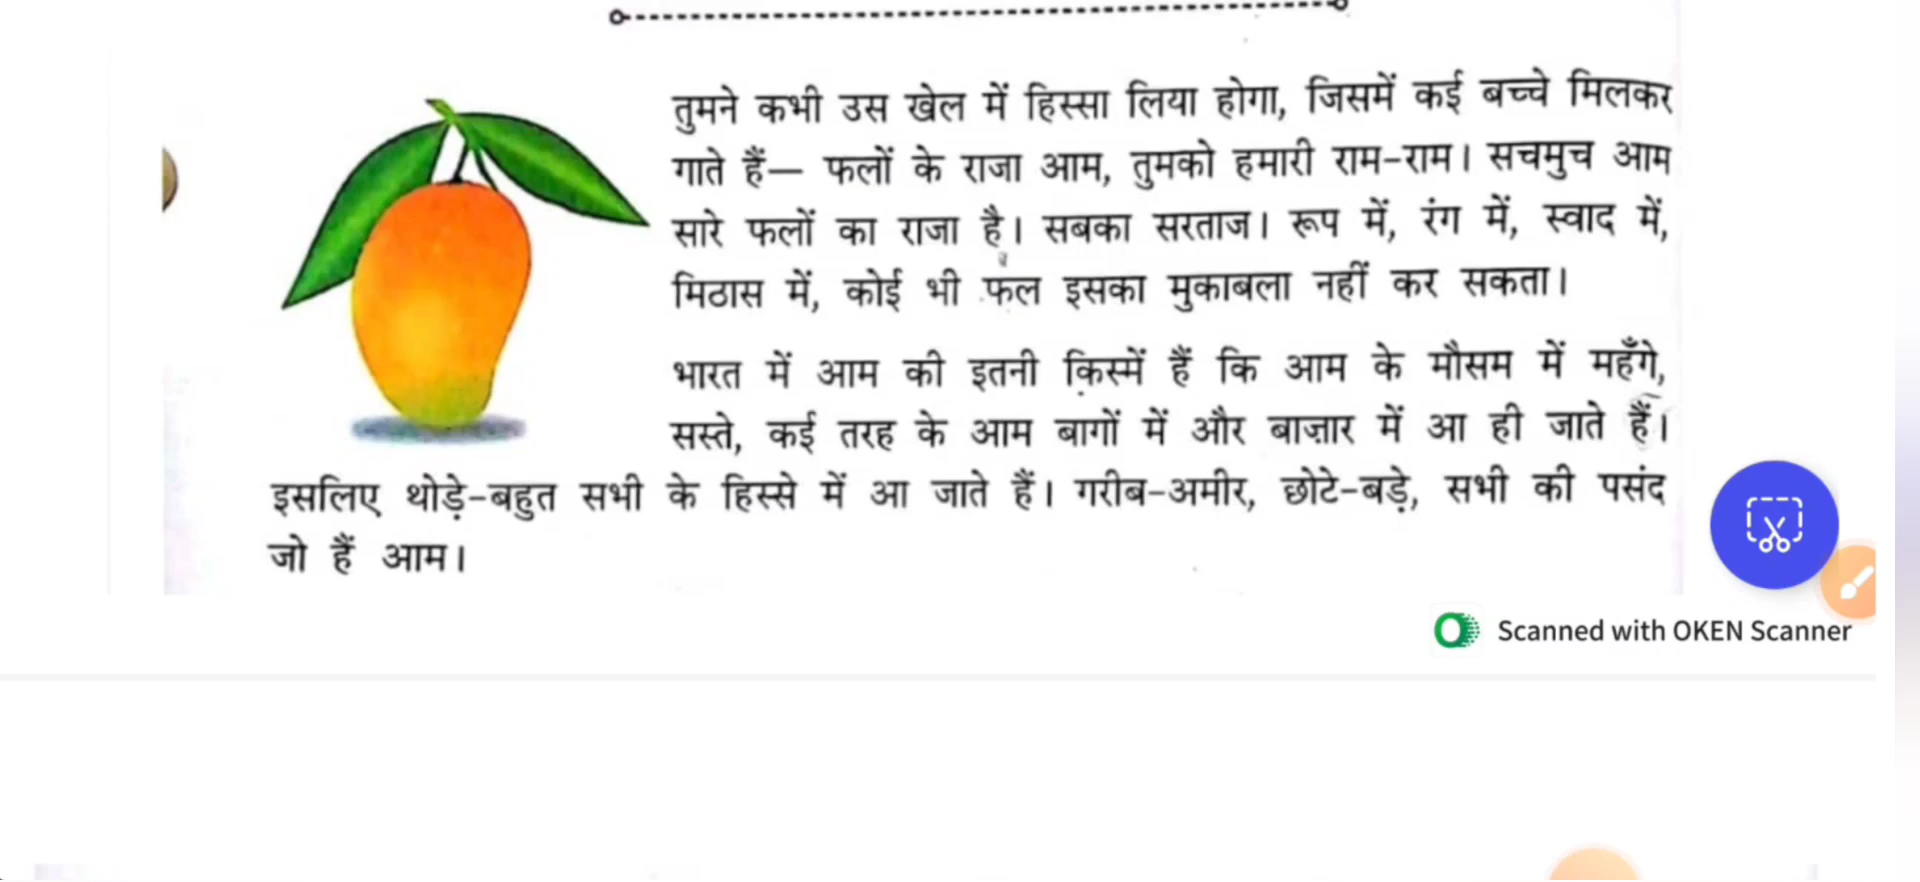 तुमने कभी उस खेल में हिस्सा लिया होगा, जिसमें कई बच्चे मिलकर
गाते हैं— फलों के राजा आम, तुमको हमारी राम-राम। सचमुच आम
सारे फलों का राजा है। सबका सरताज। रूप में, रंग में, स्वाद में,
मिठास में, कोई भी फल इसका मुकाबला नहीं कर सकता।
भारत में आम की इतनी किस्में हैं कि आम के मौसम में महँगे,
सस्ते, कई तरह के आम बागों में और बाज़ार में आ ही जाते हैं।
इसलिए थोड़े-बहुत सभी के हिस्से में आ जाते हैं। गरीब-अमीर, छोटे-बड़े, सभी की पसंद
जो हैं आम।
Scanned with OKEN Scanner